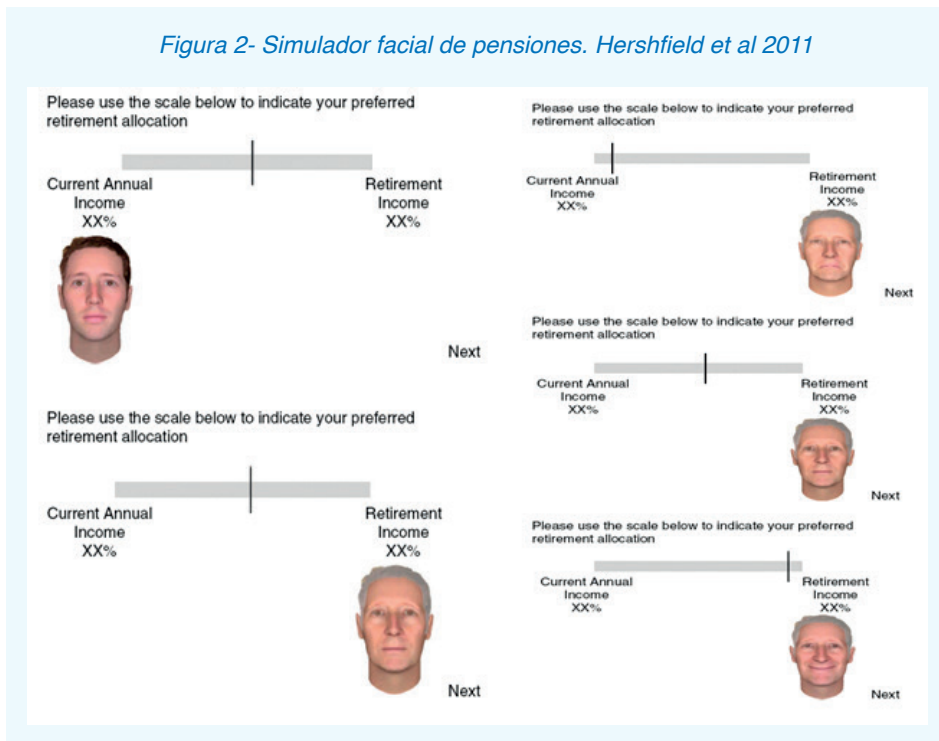 Figura 2- Simulador facial de pensiones. Hershfield et al 2011
Please use the scale below to indicate your preferred
retirement allocation
Current Annual
Income
XX%
Retirement
Income
XX%
Next
Please use the scale below to indicate your preferred
retirement allocation
Current Annual
Income
XX%
Retirement
Income
XX%
Next
Please use the scale below to indicate your preferred
retirement allocation
Current Annual
Income
XX%
Retirement
Income
XX%
Next
Please use the scale below to indicate your preferred
retirement allocation
Current Annual
Income
XX%
Retirement
Income
XX%
Next
Please use the scale below to indicate your preferred
retirement allocation
Current Annual
Income
XX%
Retirement
Income
XX%
Next